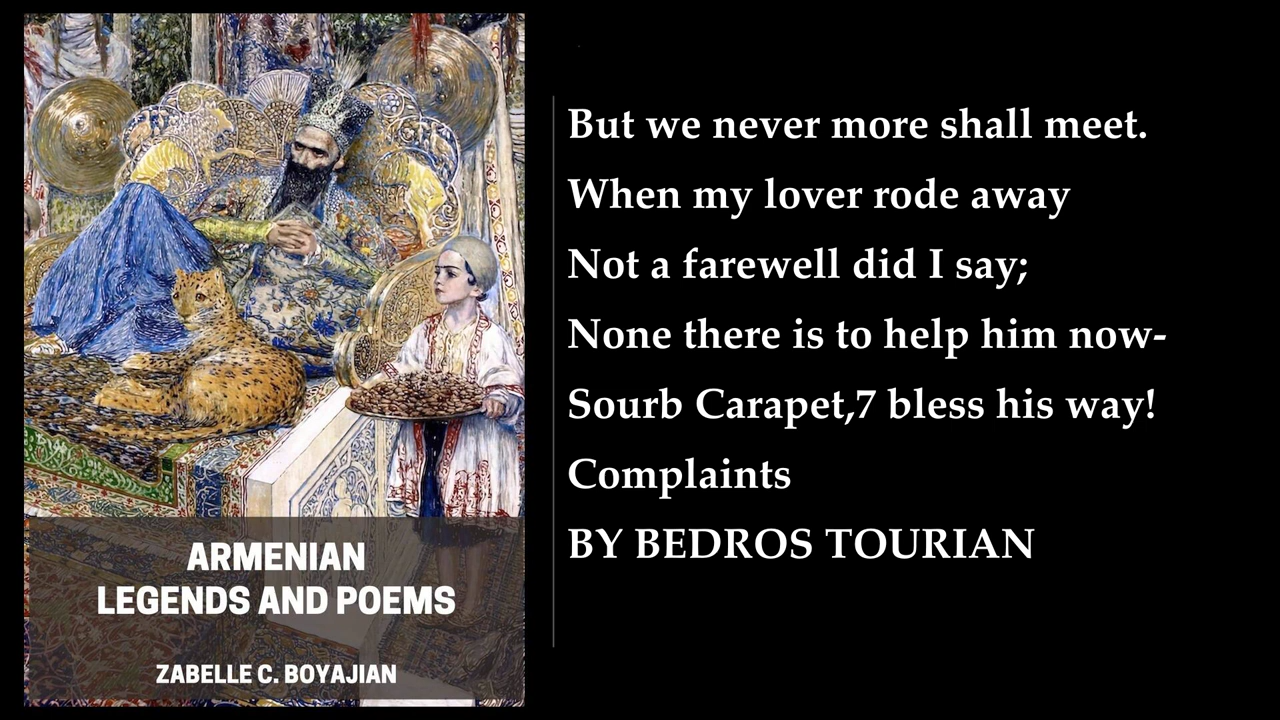 ARMENIAN
LEGENDS AND POEMS
ZABELLE C. BOYAJIAN
But we never more shall meet.
When my lover rode away
Not a farewell did I say;
None there is to help him now-
Sourb Carapet,7 bless his way!
Complaints
BY BEDROS TOURIAN